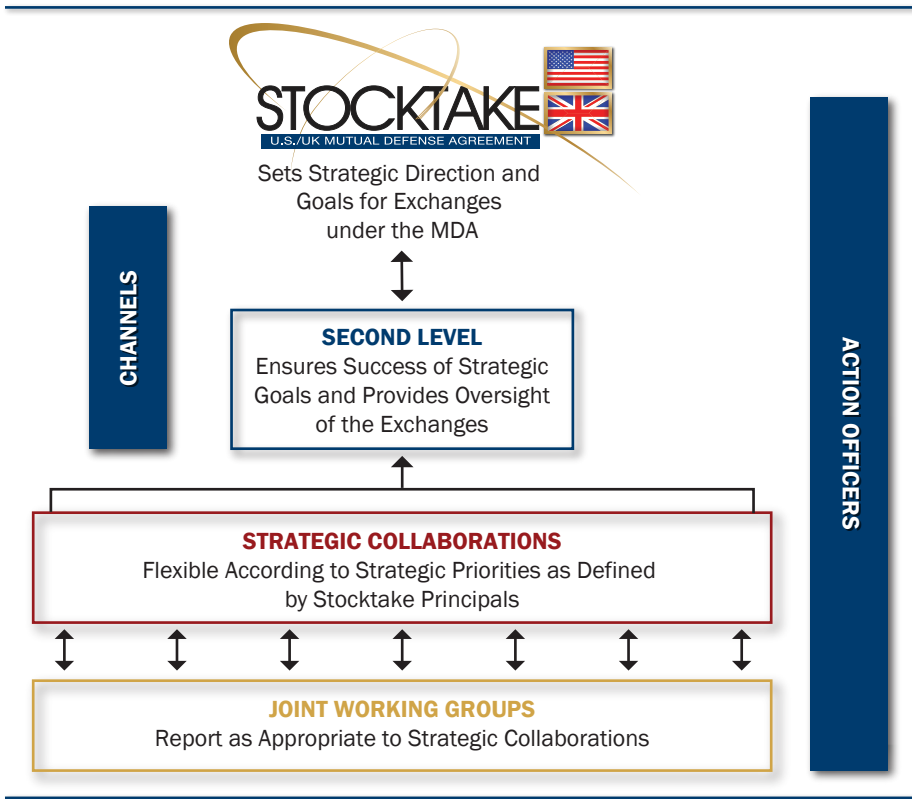 STOCKTAKE
U.S./UK MUTUAL DEFENSE AGREEMENT
Sets Strategic Direction and
Goals for Exchanges
under the MDA
CHANNELS
SECOND LEVEL
Ensures Success of Strategic
Goals and Provides Oversight
of the Exchanges
ACTION OFFICERS
STRATEGIC COLLABORATIONS
Flexible According to Strategic Priorities as Defined
by Stocktake Principals
JOINT WORKING GROUPS
Report as Appropriate to Strategic Collaborations